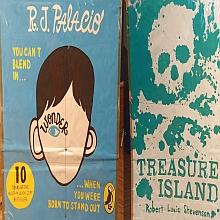 R.J. PALACIO
YOU CAN'T
BLEND
IN...
WONDER
10
...WHEN
YOU WERE
BORN TO STAND OUT
TREASURE
ISLAND
Robert Louis Stevenson